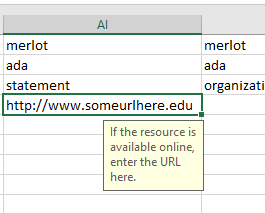 AI
merlot merlot
ada ada
statement organizati
http://www.someurlhere.edu
If the resource is
available online,
enter the URL
here.